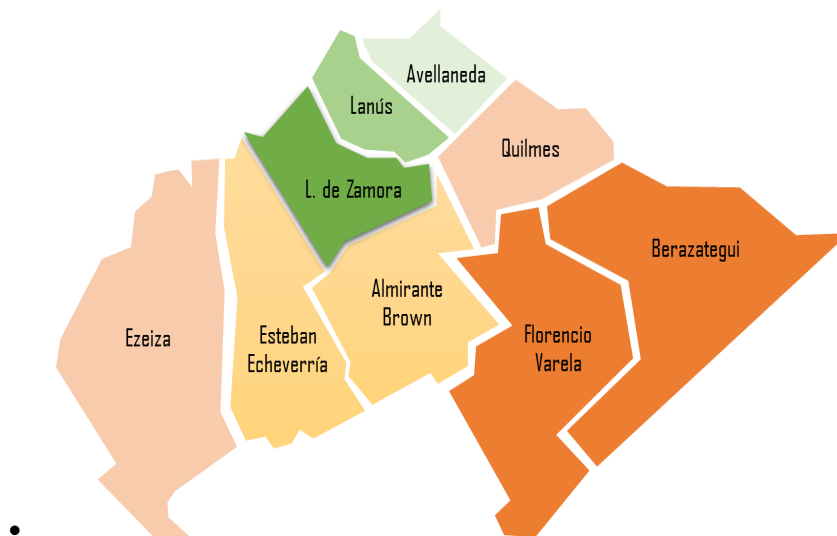 Avellaneda
Lanús
Quilmes
L. de Zamora
Berazategui
Almirante
Brown
Ezeiza
Esteban
Echeverría
Florencio
Varela